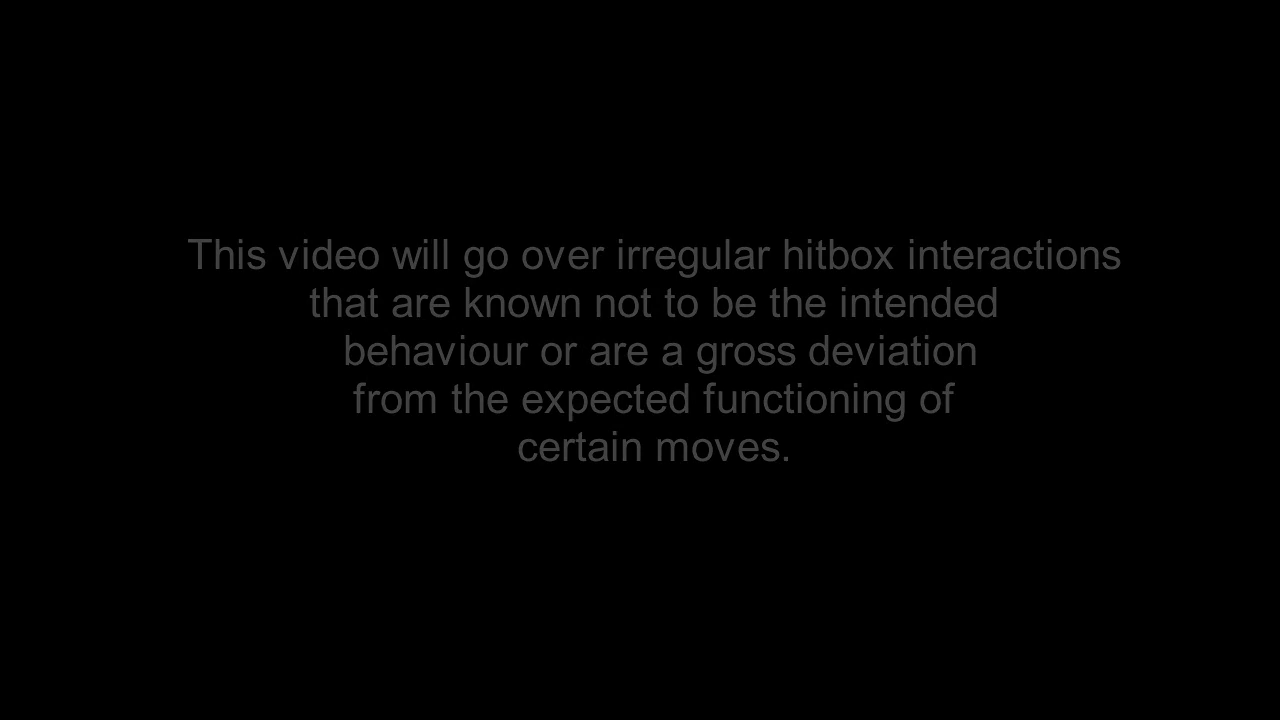 This video will go over irregular hitbox interactions
that are known not to be the intended
behaviour or are a gross deviation
from the expected functioning of
certain moves.